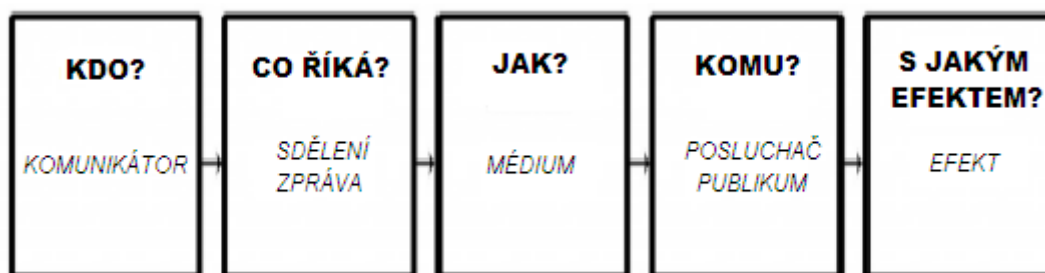 KDO?
KOMUNIKÁTOR
CO ŘÍKÁ?
SDĚLENÍ
ZPRÁVA
JAK?
MÉDIUM
KOMU?
POSLUCHAČ
PUBLIKUM
S JAKÝM
EFEKTEM?
EFEKT